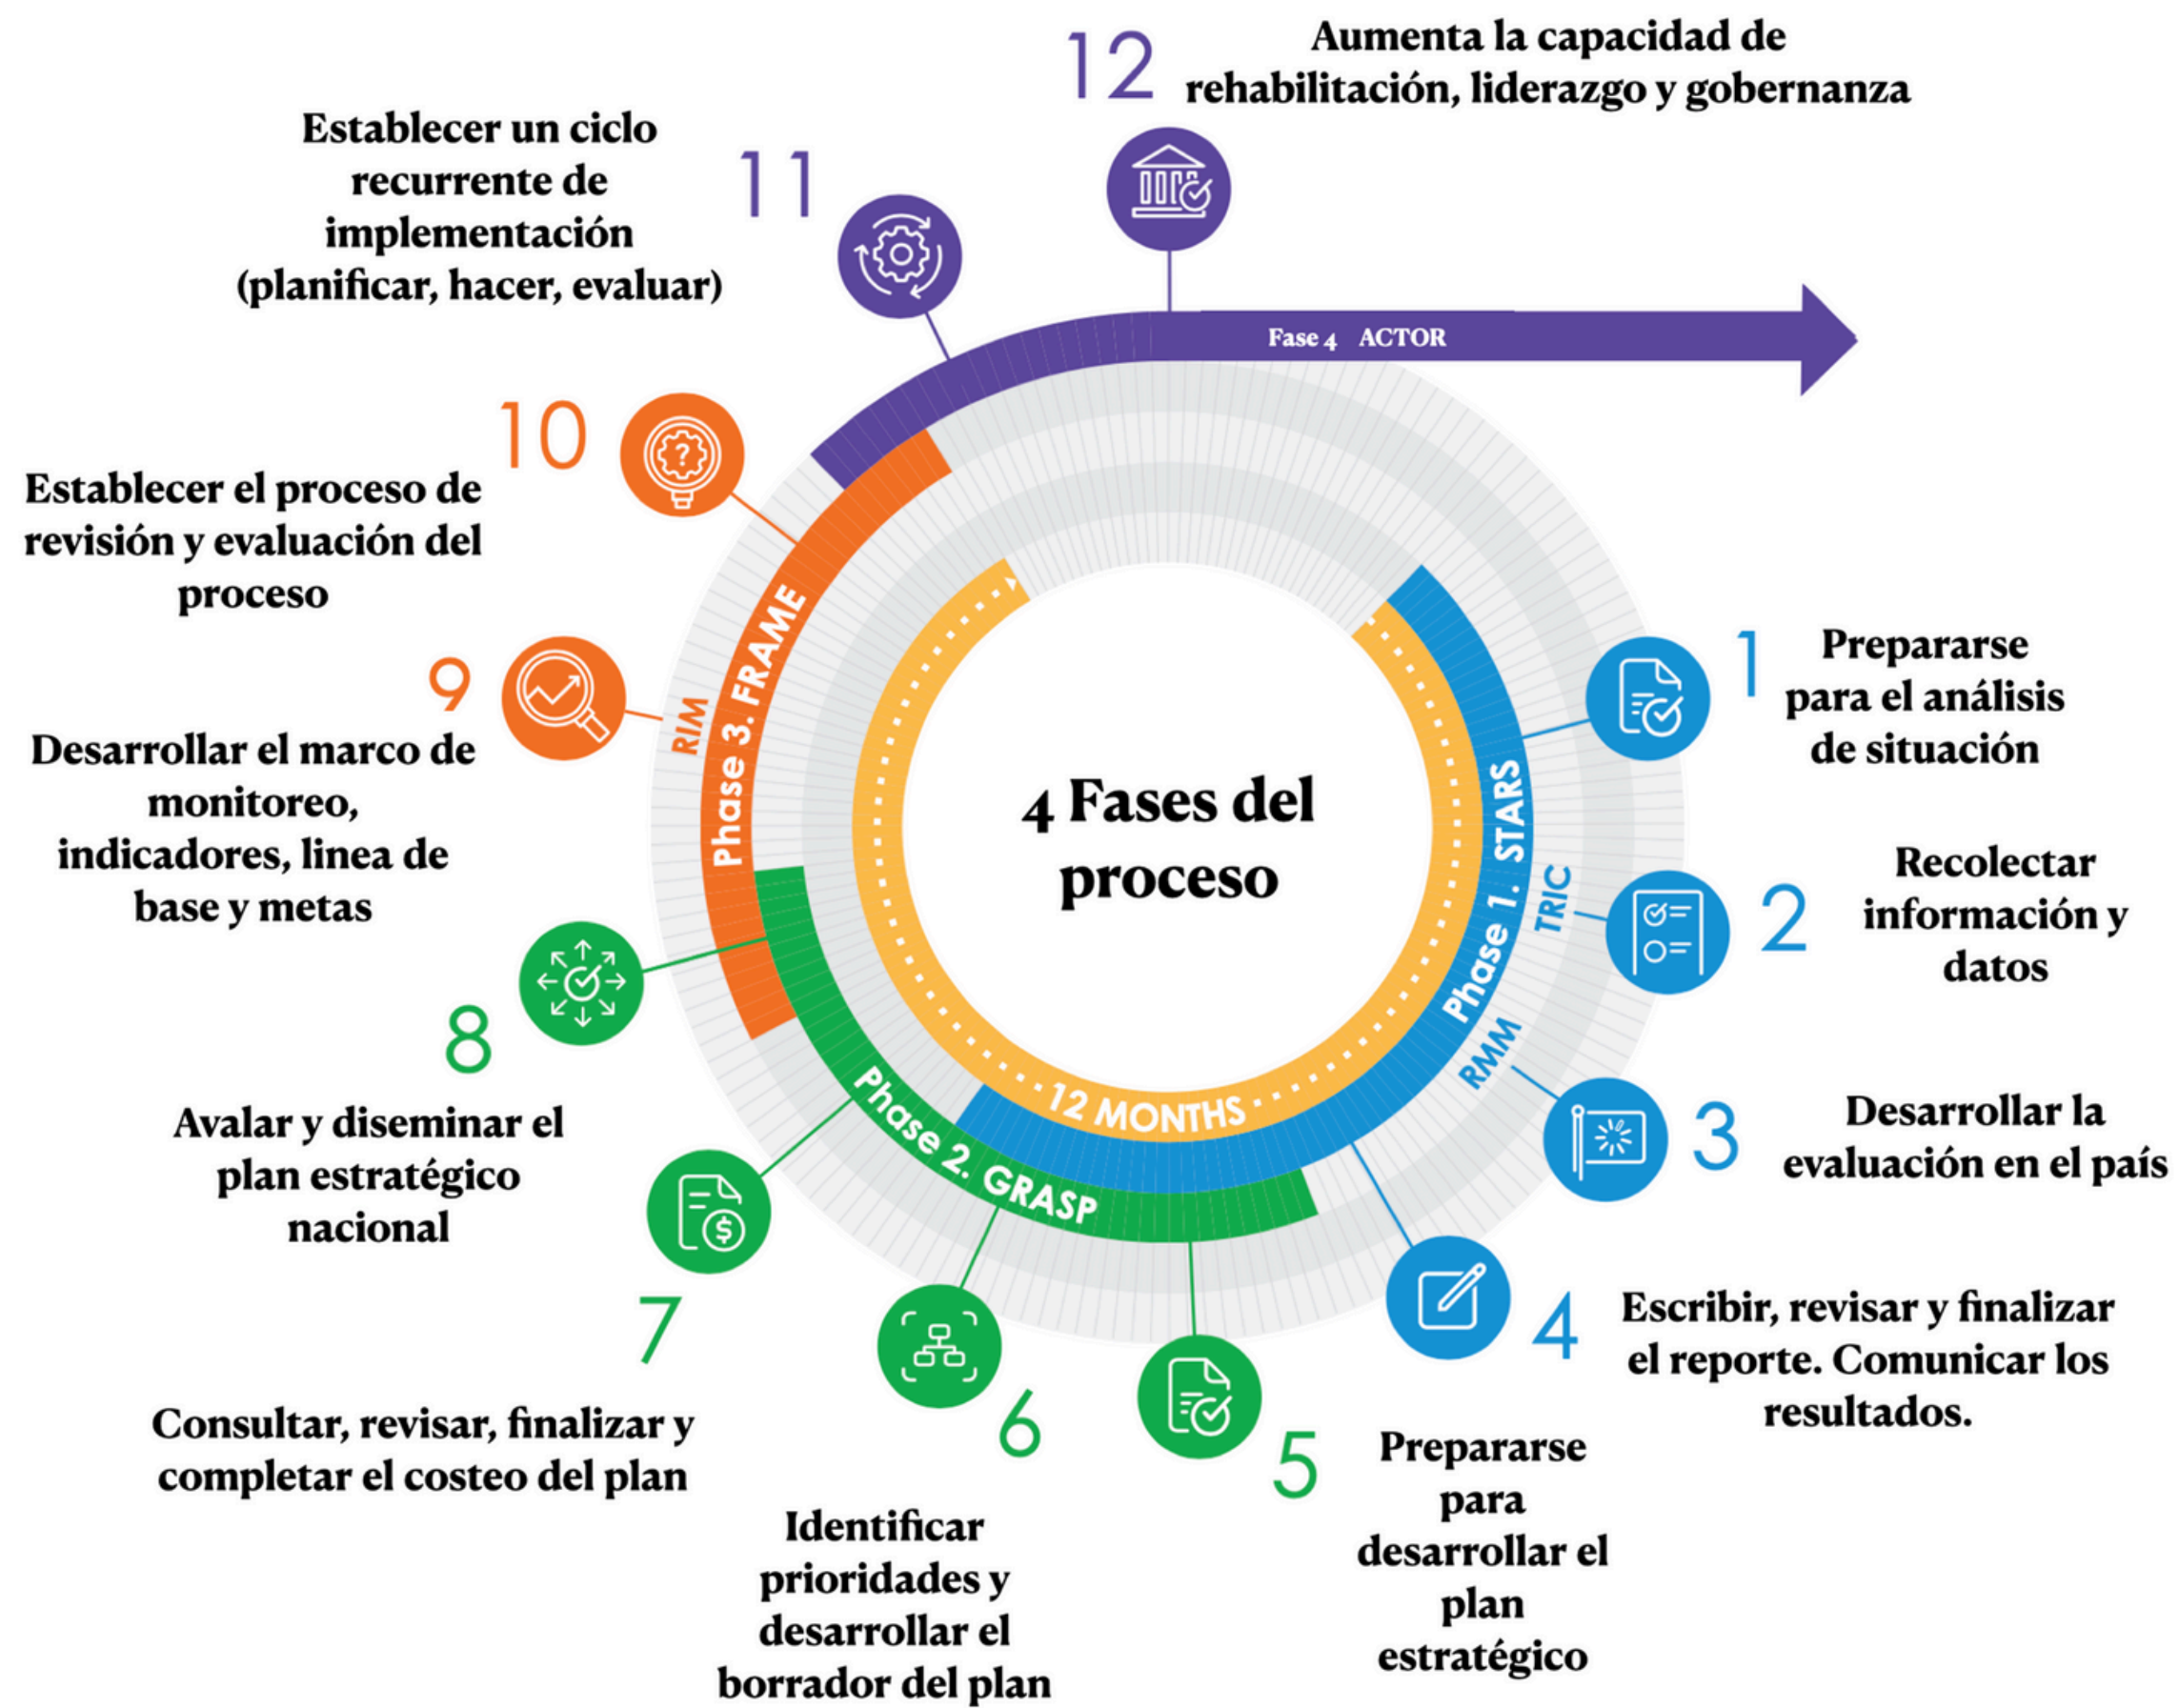 4 Fases del
proceso
12 MONTHS
Phase 1. STARS
TRIC
RMM
Phase 2. GRASP
Phase 3. FRAME
RIM
Fase 4 ACTOR
1
Prepararse
para el análisis
de situación
2
Recolectar
información y
datos
3
Desarrollar la
evaluación en el país
4
Escribir, revisar y finalizar
el reporte. Comunicar los
resultados.
5
Prepararse
para
desarrollar el
plan
estratégico
6
Identificar
prioridades y
desarrollar el
borrador del plan
7
Consultar, revisar, finalizar y
completar el costeo del plan
8
Avalar y diseminar el
plan estratégico
nacional
9
Desarrollar el marco de
monitoreo,
indicadores, linea de
base y metas
10
Establecer el proceso de
revisión y evaluación del
proceso
11
Establecer un ciclo
recurrente de
implementación
(planificar, hacer, evaluar)
12
Aumenta la capacidad de
rehabilitación, liderazgo y gobernanza